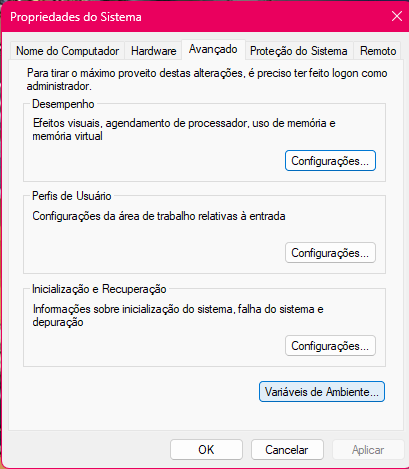 Propriedades do Sistema
Nome do Computador Hardware Avançado Proteção do Sistema Remoto
Para tirar o máximo proveito destas alterações, é preciso ter feito logon como
administrador.
Desempenho
Efeitos visuais, agendamento de processador, uso de memória e
memória virtual
Configurações...
Perfis de Usuário
Configurações da área de trabalho relativas à entrada
Configurações...
Inicialização e Recuperação
Informações sobre inicialização do sistema, falha do sistema e
depuração
Configurações...
Variáveis de Ambiente...
OK Cancelar Aplicar